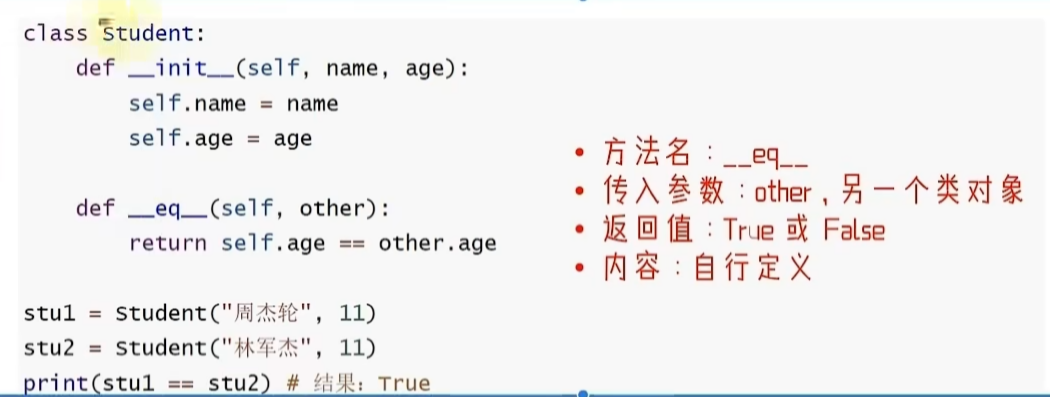 class Student:
    def __init__(self, name, age):
        self.name = name
        self.age = age
    def __eq__(self, other):
        return self.age == other.age
stu1 = Student("周杰轮", 11)
stu2 = Student("林军杰", 11)
print(stu1 == stu2) # 结果：True
• 方法名：__eq__
• 传入参数：other，另一个类对象
• 返回值：True 或 False
• 内容：自行定义